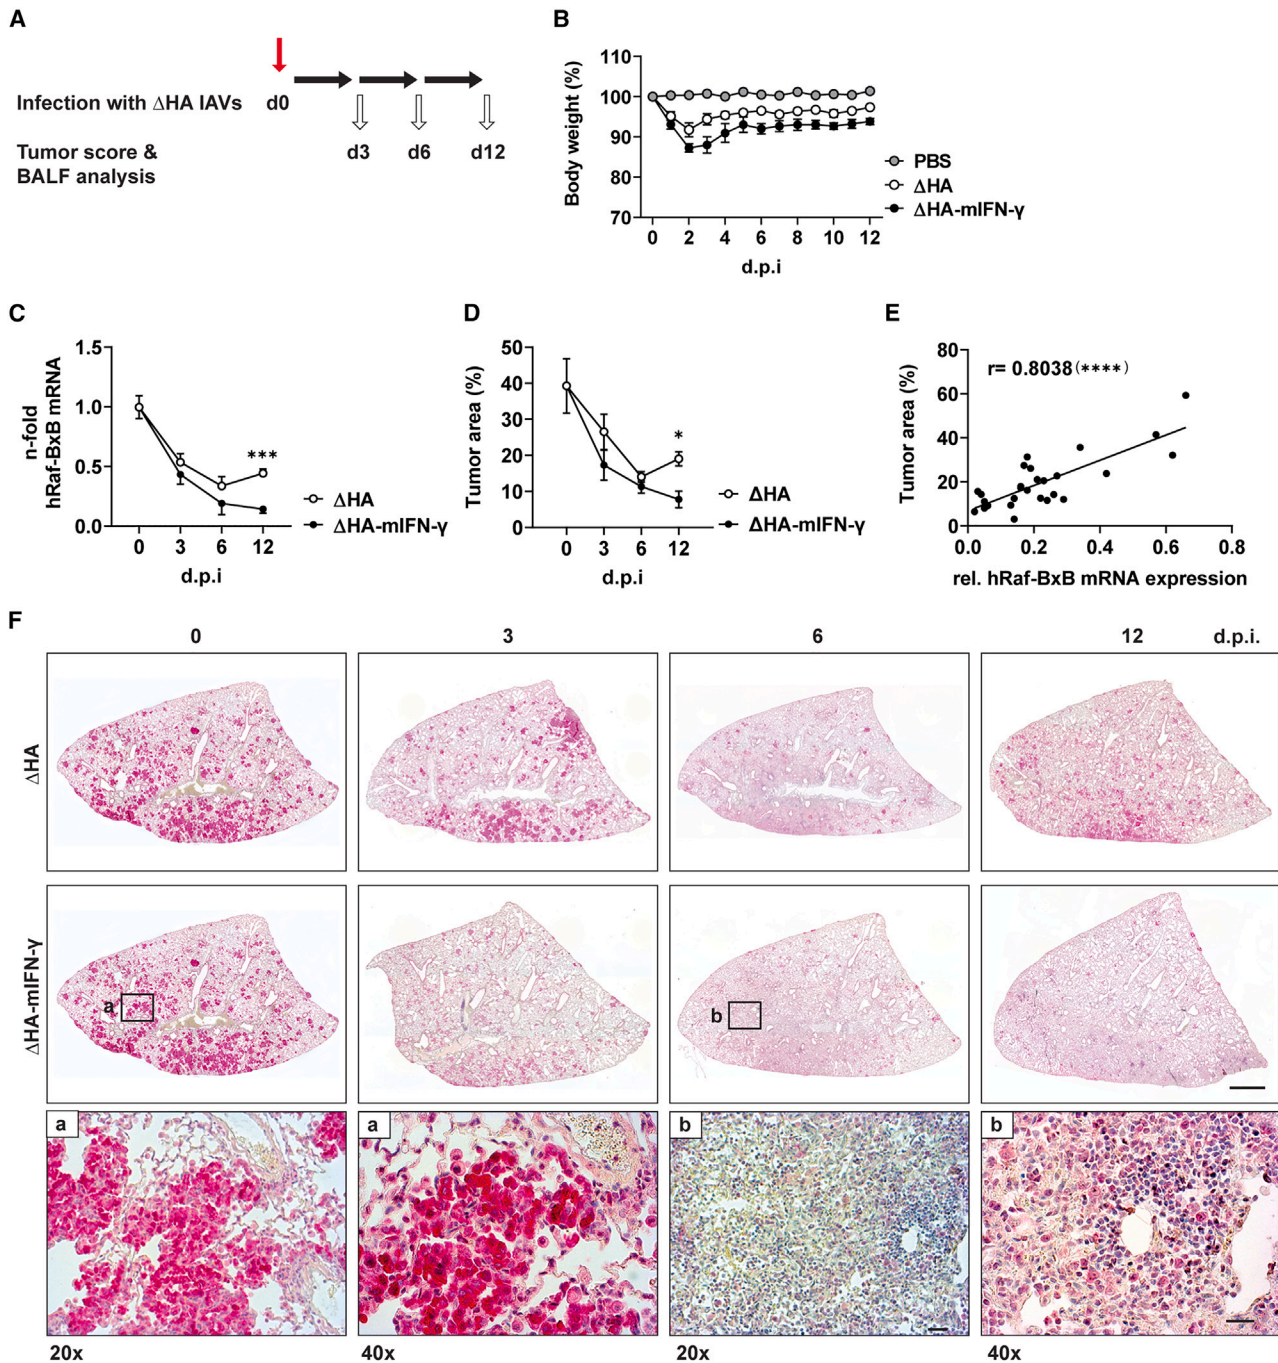 A
Infection with ΔHA IAVs
d0
Tumor score &
BALF analysis
d3
d6
d12
B
Body weight (%)
110
100
90
80
70
0 2 4 6 8 10 12
d.p.i
PBS
ΔHA
ΔHA-mIFN-γ
C
n-fold
hRaf-BxB mRNA
1.5
1.0
0.5
0.0
***
0 3 6 12
d.p.i
ΔHA
ΔHA-mIFN-γ
D
Tumor area (%)
50
40
30
20
10
0
*
0 3 6 12
d.p.i
ΔHA
ΔHA-mIFN-γ
E
Tumor area (%)
80
60
40
20
0
r= 0.8038(****)
0.0 0.2 0.4 0.6 0.8
rel. hRaf-BxB mRNA expression
F
0 3 6 12 d.p.i.
ΔHA
ΔHA-mIFN-γ
a
b
a
a
b
b
20x
40x
20x
40x